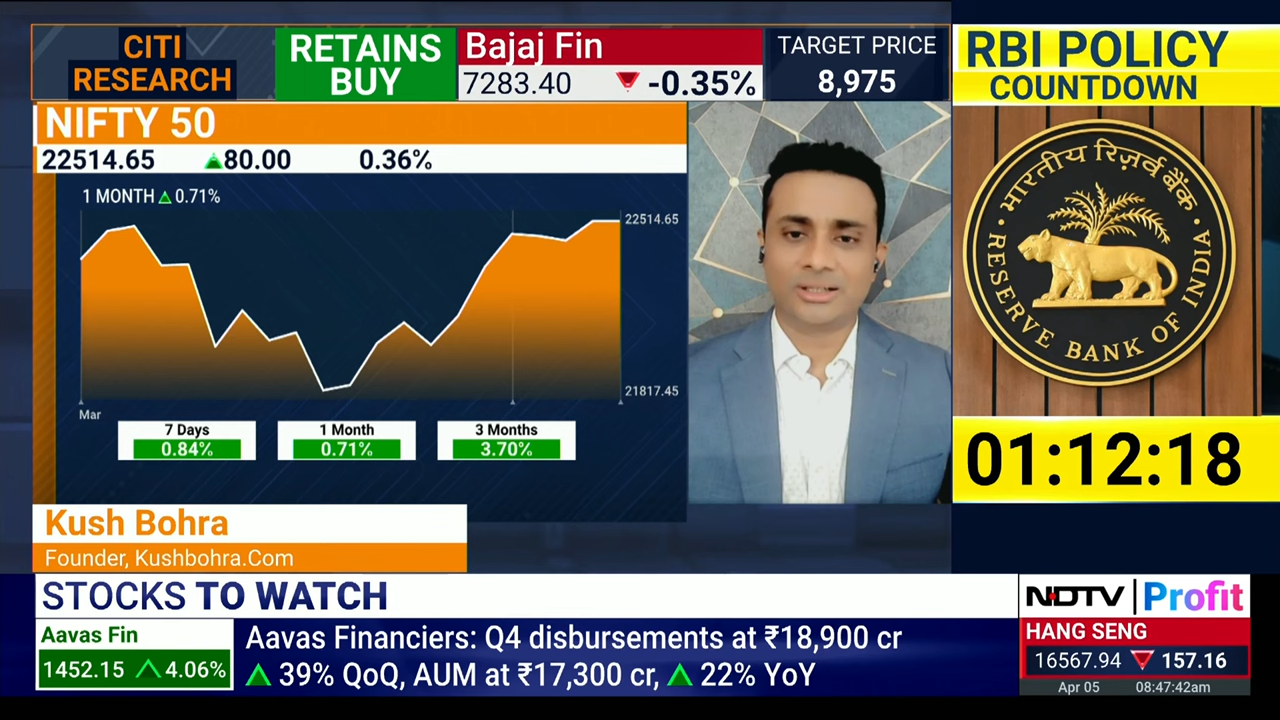 CITI
RESEARCH
RETAINS
BUY
Bajaj Fin
7283.40 -0.35%
TARGET PRICE
8,975
RBI POLICY
COUNTDOWN
NIFTY 50
22514.65 80.00 0.36%
1 MONTH 0.71%
22514.65
21817.45
Mar
7 Days
0.84%
1 Month
0.71%
3 Months
3.70%
भारतीय रिज़र्व बैंक
RESERVE BANK OF INDIA
01:12:18
Kush Bohra
Founder, Kushbohra.Com
STOCKS TO WATCH
Aavas Fin
1452.15 4.06%
Aavas Financiers: Q4 disbursements at ₹18,900 cr
39% QoQ, AUM at ₹17,300 cr, 22% YoY
NDTV Profit
HANG SENG
16567.94 157.16
Apr 05 08:47:42am